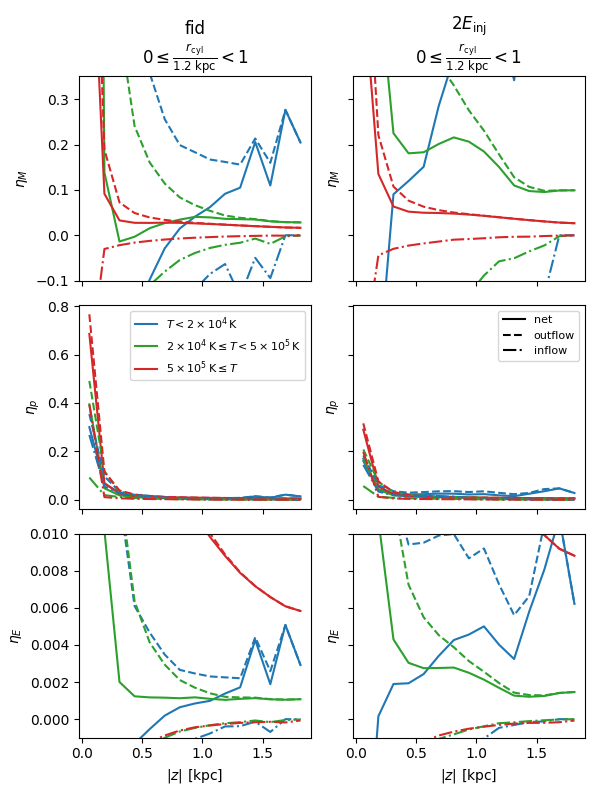 fid
0 ≤ r_cyl / 1.2 kpc < 1
2E_inj
0 ≤ r_cyl / 1.2 kpc < 1
η_M
0.3
0.2
0.1
0.0
−0.1
η_M
η_p
0.8
0.6
0.4
0.2
0.0
T < 2 × 10^4 K
2 × 10^4 K ≤ T < 5 × 10^5 K
5 × 10^5 K ≤ T
η_p
net
outflow
inflow
η_E
0.010
0.008
0.006
0.004
0.002
0.000
0.0 0.5 1.0 1.5
|z| [kpc]
η_E
0.0 0.5 1.0 1.5
|z| [kpc]